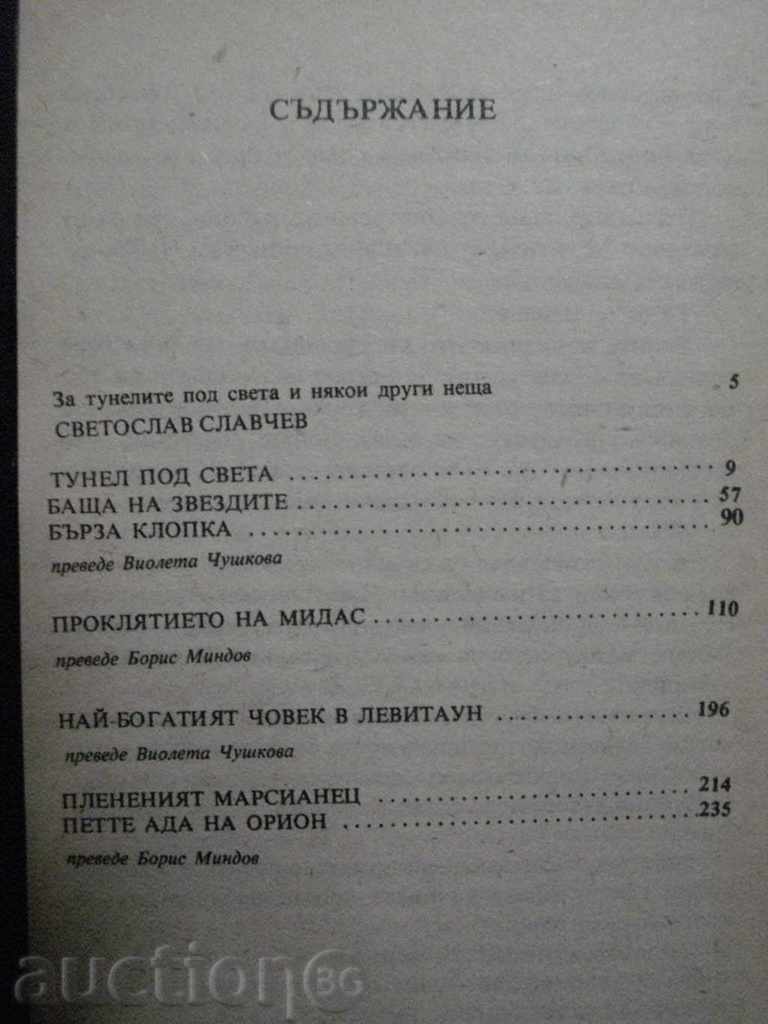 СЪДЪРЖАНИЕ
За тунелите под света и някои други неща 5
СВЕТОСЛАВ СЛАВЧЕВ
ТУНЕЛ ПОД СВЕТА .............................. 9
БАЩА НА ЗВЕЗДИТЕ .............................. 57
БЪРЗА КЛОПКА .............................. 90
преведе Виолета Чушкова
ПРОКЛЯТИЕТО НА МИДАС .............................. 110
преведе Борис Миндов
НАЙ-БОГАТИЯТ ЧОВЕК В ЛЕВИТАУН .................. 196
преведе Виолета Чушкова
ПЛЕНЕНИЯТ МАРСИАНЕЦ .............................. 214
ПЕТТЕ АДА НА ОРИОН .............................. 235
преведе Борис Миндов
auctionBG